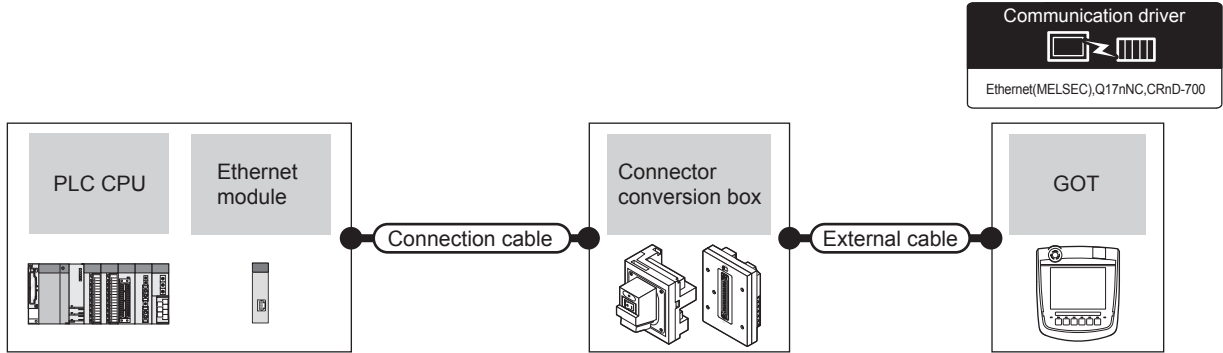 Communication driver
Ethernet(MELSEC),Q17nNC,CRnD-700
PLC CPU
Ethernet
module
Connection cable
Connector
conversion box
External cable
GOT